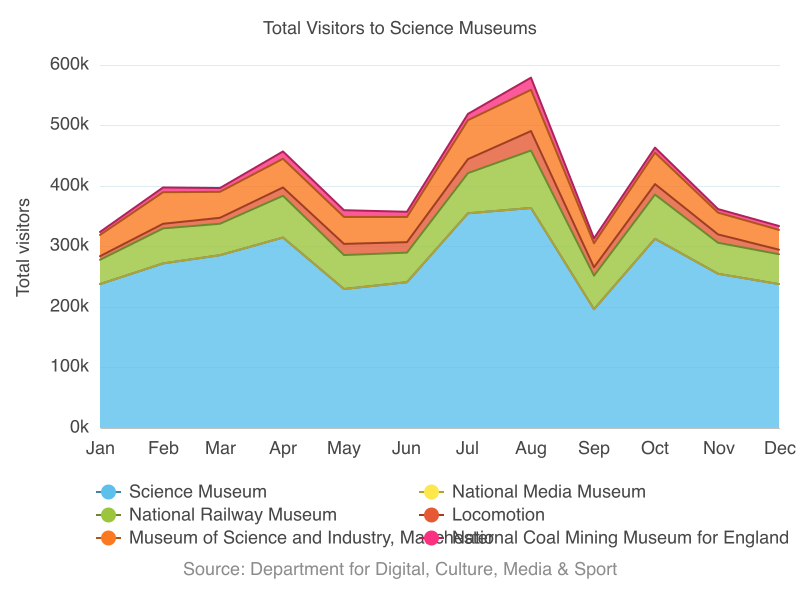 Total Visitors to Science Museums
Total visitors
600k
500k
400k
300k
200k
100k
0k
Jan Feb Mar Apr May Jun Jul Aug Sep Oct Nov Dec
Science Museum National Media Museum
National Railway Museum Locomotion
Museum of Science and Industry, Manchester National Coal Mining Museum for England
Source: Department for Digital, Culture, Media & Sport